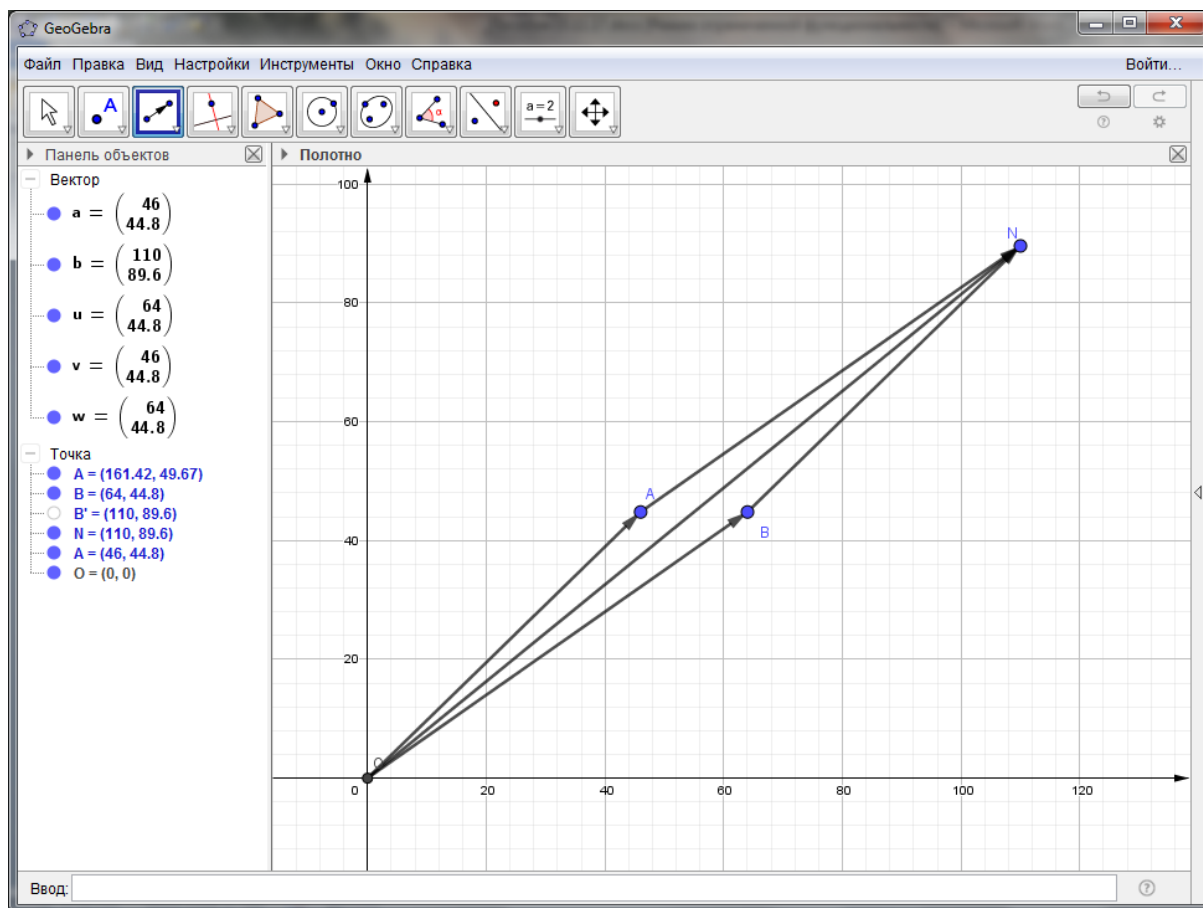 GeoGebra
Файл Правка Вид Настройки Инструменты Окно Справка Войти...
A a=2 α
Панель объектов
Полотно
Вектор
a = (46 44.8)
b = (110 89.6)
u = (64 44.8)
v = (46 44.8)
w = (64 44.8)
Точка
A = (161.42, 49.67)
B = (64, 44.8)
B' = (110, 89.6)
N = (110, 89.6)
A = (46, 44.8)
O = (0, 0)
100
80
60
40
20
0 20 40 60 80 100 120
N
A
B
O
Ввод: